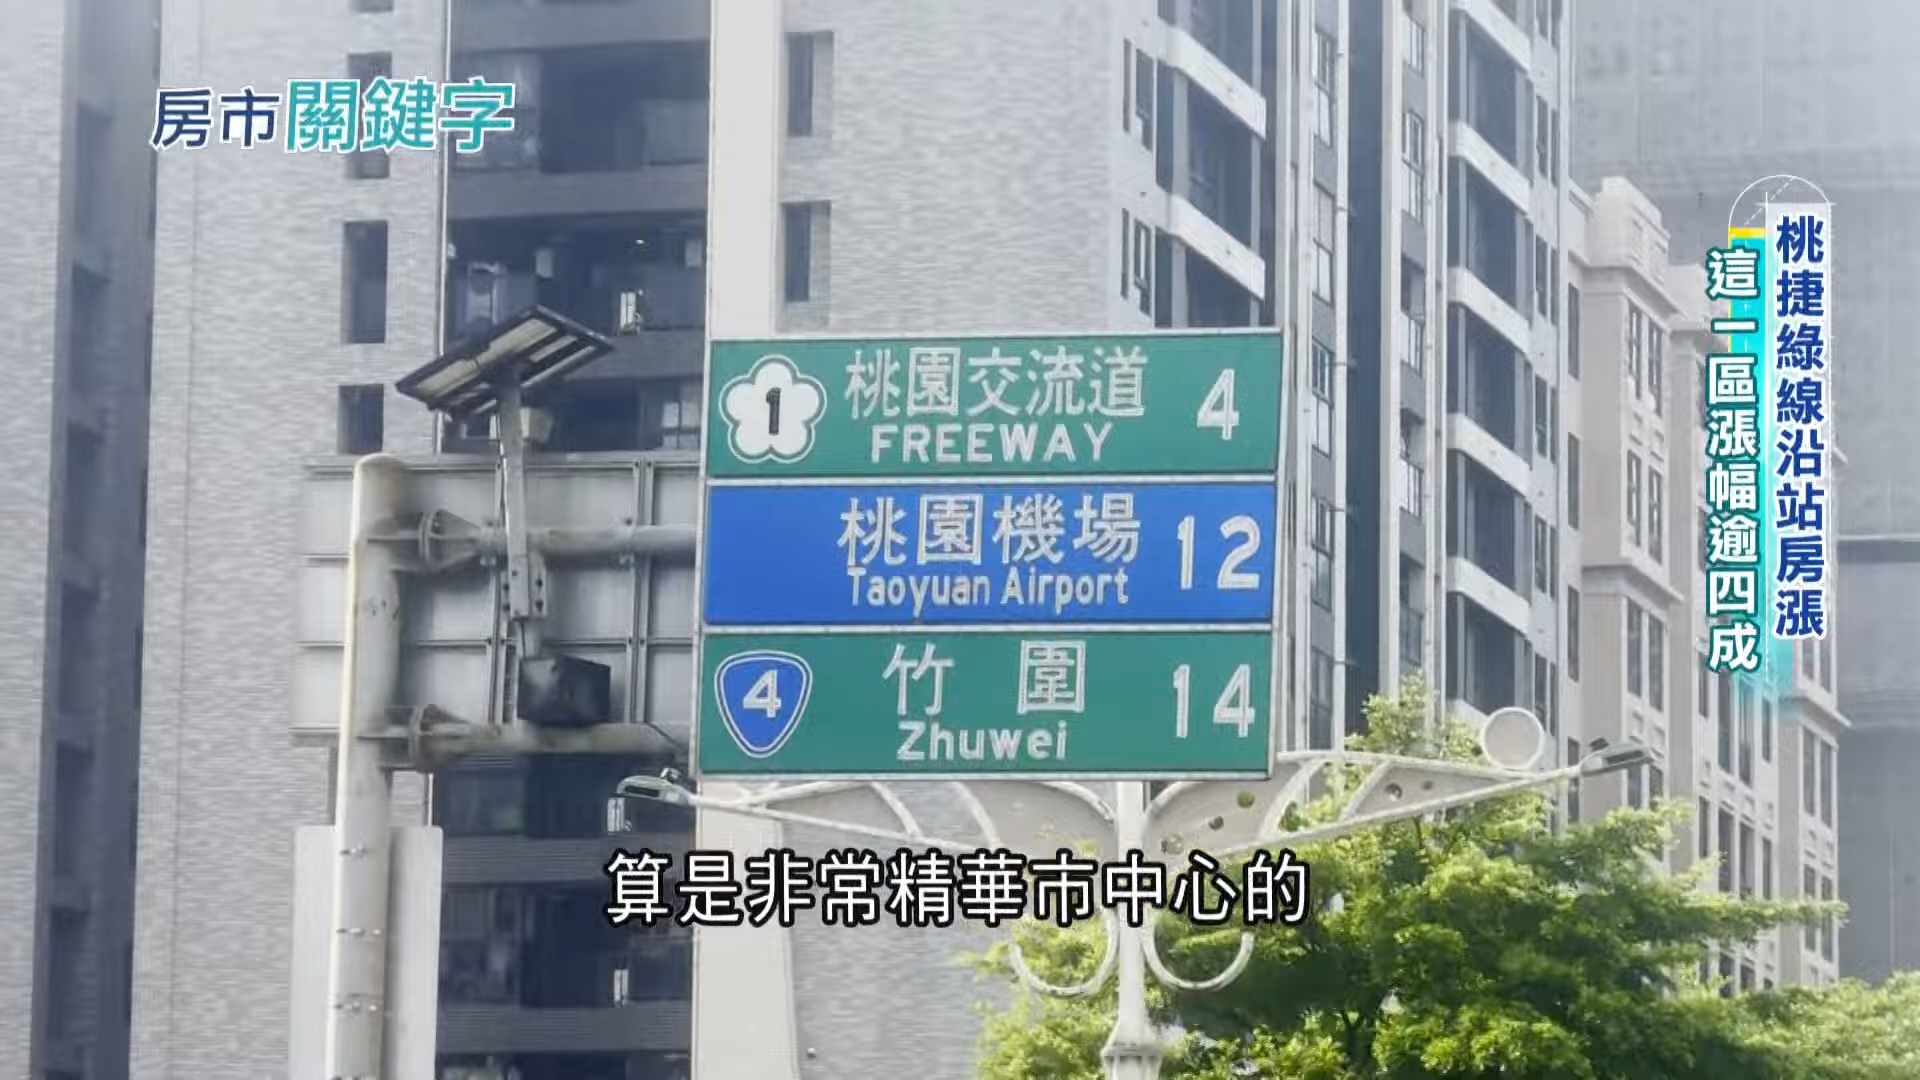 房市關鍵字
桃捷綠線沿站房漲
這一區漲幅逾四成
1 桃園交流道 4
FREEWAY
桃園機場 12
Taoyuan Airport
4 竹圍 14
Zhuwei
算是非常精華市中心的